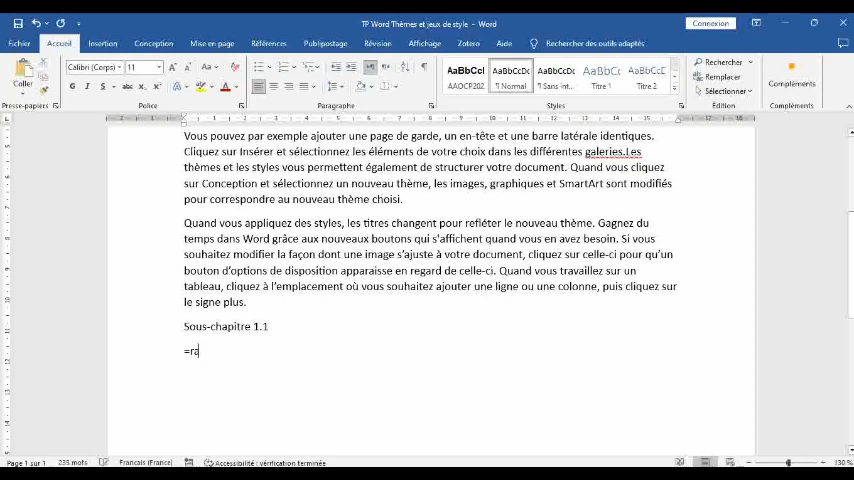 TP Word Thèmes et jeux de style - Word
Connexion
Fichier Accueil Insertion Conception Mise en page Références Publipostage Révision Affichage Zotero Aide Rechercher des outils adaptés
Coller
Calibri (Corps) 11
G I S abc x₂ x²
AaBbCcI AaBbCcDc AaBbCcDc AaBbCc AaBbCcD
AAOCP202 ¶ Normal ¶ Sans int... Titre 1 Titre 2
Rechercher
Remplacer
Sélectionner
Compléments
Presse-papiers Police Paragraphe Styles Édition Compléments
Vous pouvez par exemple ajouter une page de garde, un en-tête et une barre latérale identiques.
Cliquez sur Insérer et sélectionnez les éléments de votre choix dans les différentes galeries.Les
thèmes et les styles vous permettent également de structurer votre document. Quand vous cliquez
sur Conception et sélectionnez un nouveau thème, les images, graphiques et SmartArt sont modifiés
pour correspondre au nouveau thème choisi.
Quand vous appliquez des styles, les titres changent pour refléter le nouveau thème. Gagnez du
temps dans Word grâce aux nouveaux boutons qui s'affichent quand vous en avez besoin. Si vous
souhaitez modifier la façon dont une image s'ajuste à votre document, cliquez sur celle-ci pour qu'un
bouton d'options de disposition apparaisse en regard de celle-ci. Quand vous travaillez sur un
tableau, cliquez à l'emplacement où vous souhaitez ajouter une ligne ou une colonne, puis cliquez sur
le signe plus.
Sous-chapitre 1.1
=ra
Page 1 sur 1 235 mots Français (France) Accessibilité : vérification terminée 130 %